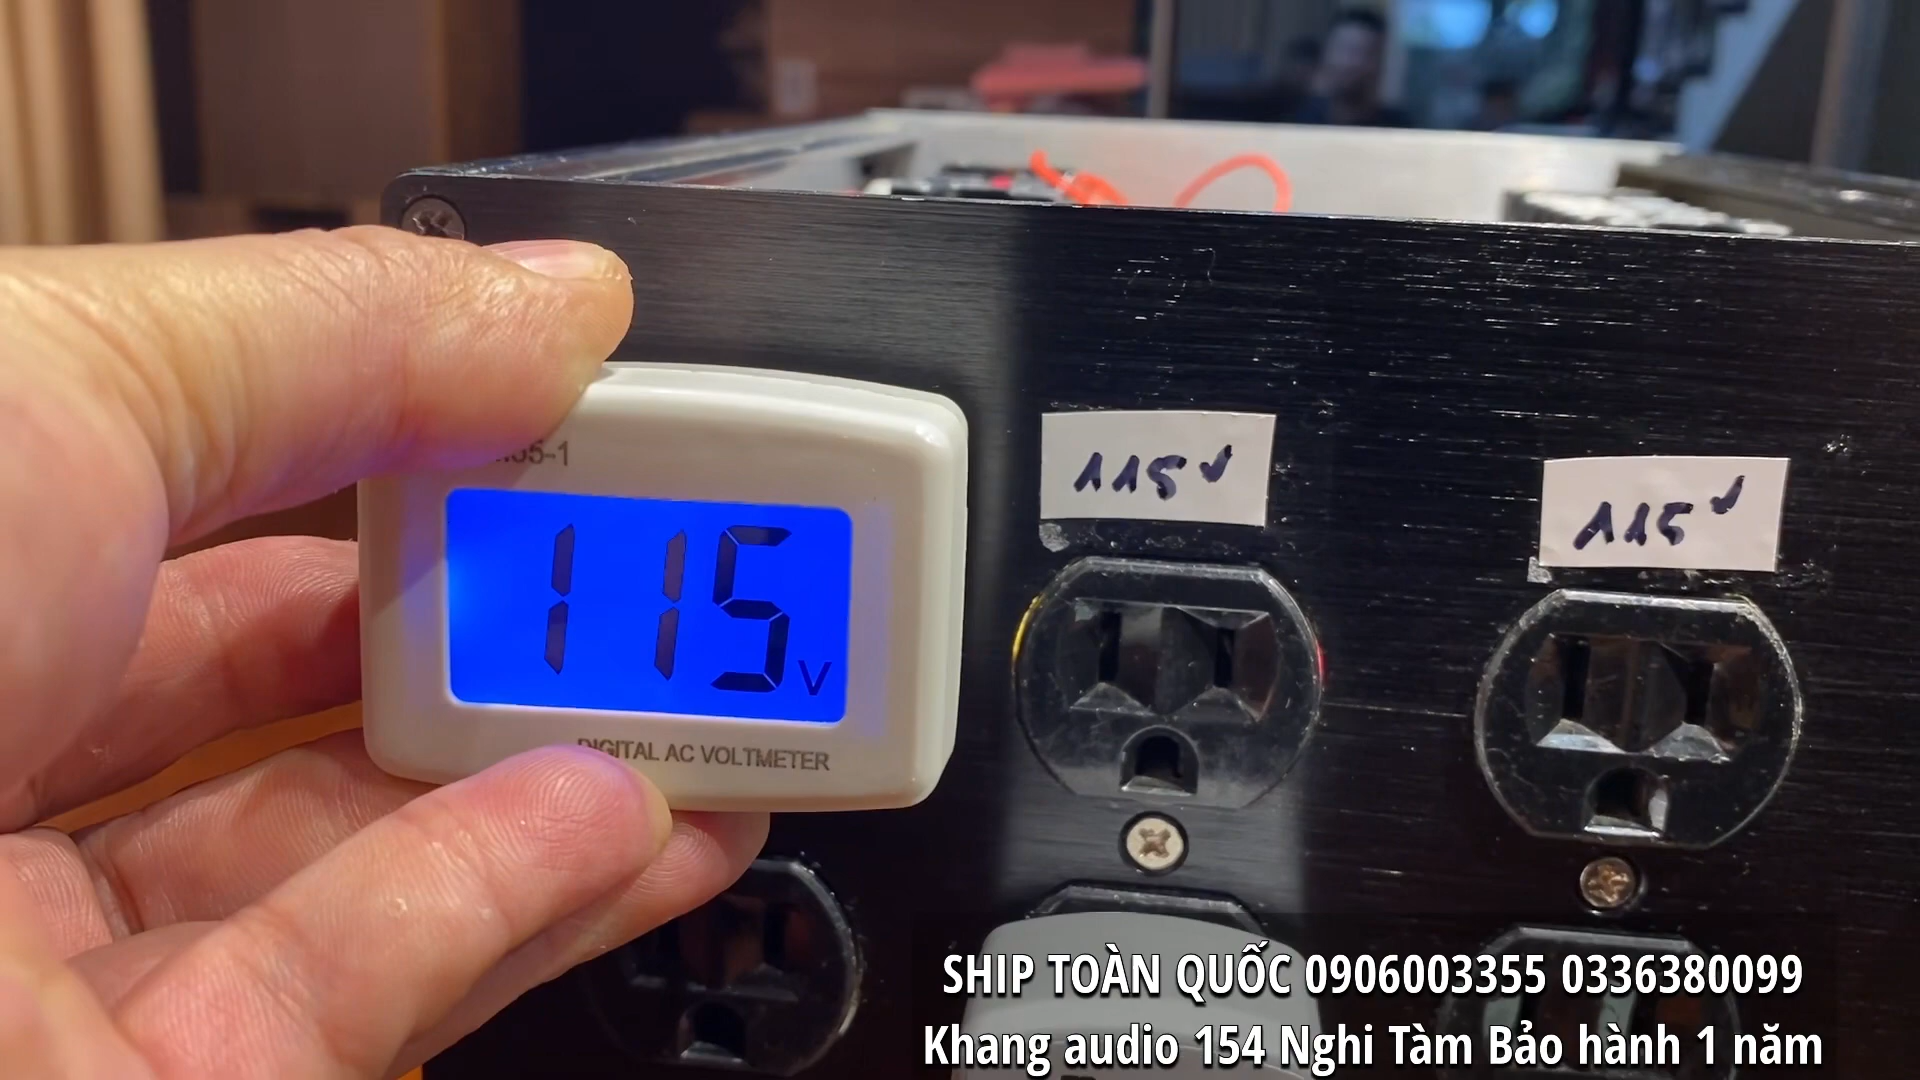 115V
115V
115V
DIGITAL AC VOLTMETER
SHIP TOÀN QUỐC 0906003355 0336380099
Khang audio 154 Nghi Tàm Bảo hành 1 năm